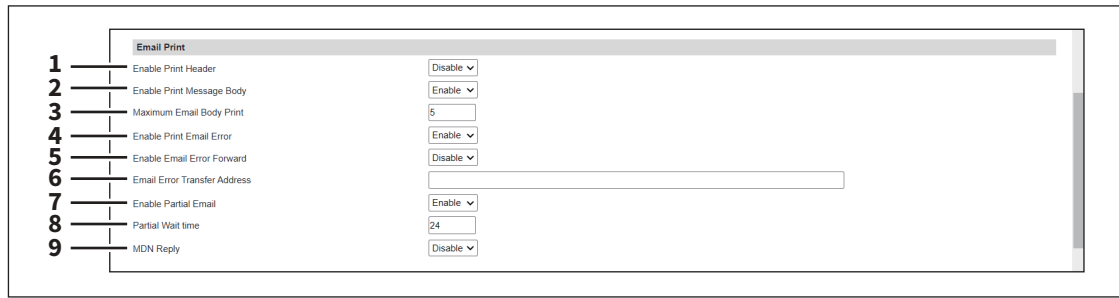 Email Print
1 Enable Print Header Disable
2 Enable Print Message Body Enable
3 Maximum Email Body Print 5
4 Enable Print Email Error Enable
5 Enable Email Error Forward Disable
6 Email Error Transfer Address
7 Enable Partial Email Enable
8 Partial Wait time 24
9 MDN Reply Disable